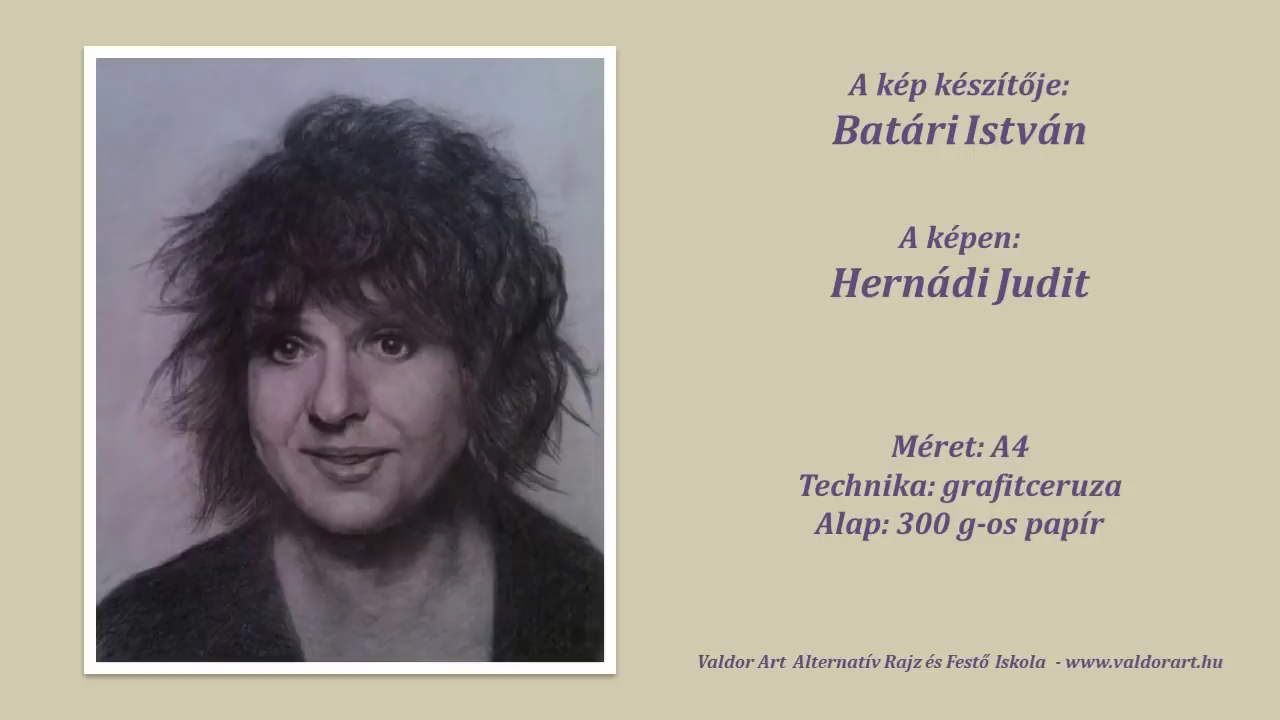 A kép készítője:
Batári István
A képen:
Hernádi Judit
Méret: A4
Technika: grafitceruza
Alap: 300 g-os papír
Valdor Art Alternatív Rajz és Festő Iskola - www.valdorart.hu